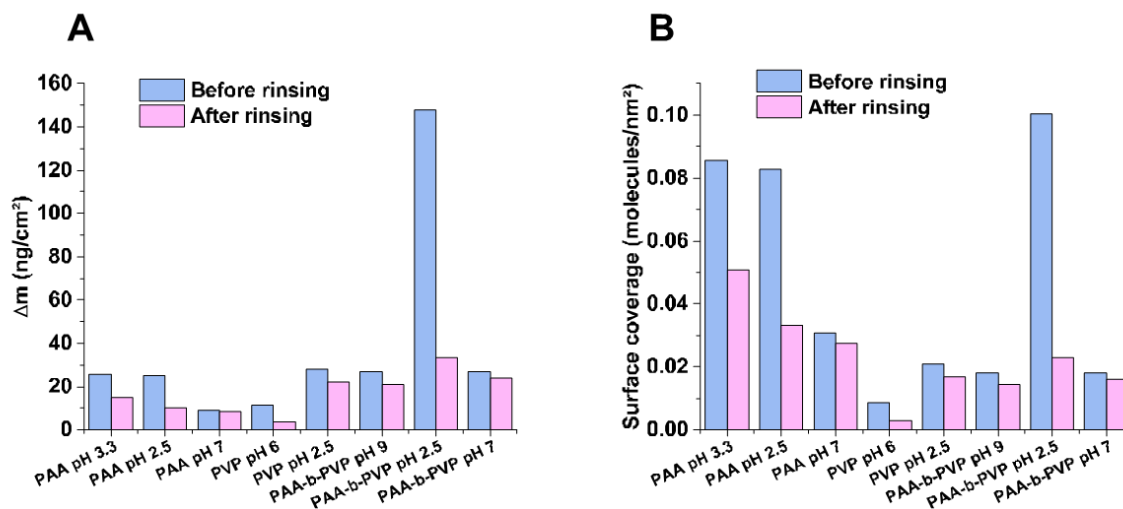 A
Before rinsing
After rinsing
Δm (ng/cm²)
160
140
120
100
80
60
40
20
0
PAA pH 3.3
PAA pH 2.5
PAA pH 7
PVP pH 6
PVP pH 2.5
PAA-b-PVP pH 9
PAA-b-PVP pH 2.5
PAA-b-PVP pH 7
B
Before rinsing
After rinsing
Surface coverage (molecules/nm²)
0.10
0.08
0.06
0.04
0.02
0.00
PAA pH 3.3
PAA pH 2.5
PAA pH 7
PVP pH 6
PVP pH 2.5
PAA-b-PVP pH 9
PAA-b-PVP pH 2.5
PAA-b-PVP pH 7